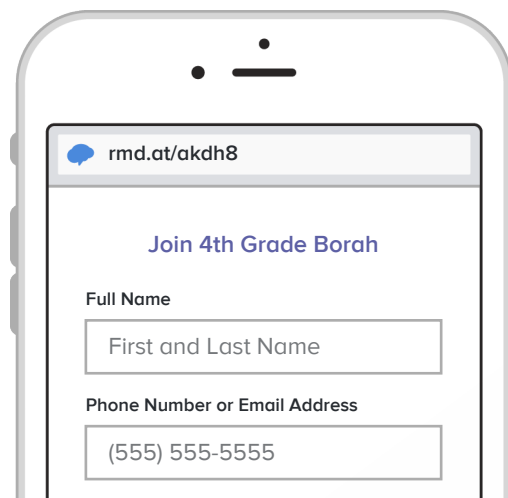 rmd.at/akdh8
Join 4th Grade Borah
Full Name
First and Last Name
Phone Number or Email Address
(555) 555-5555